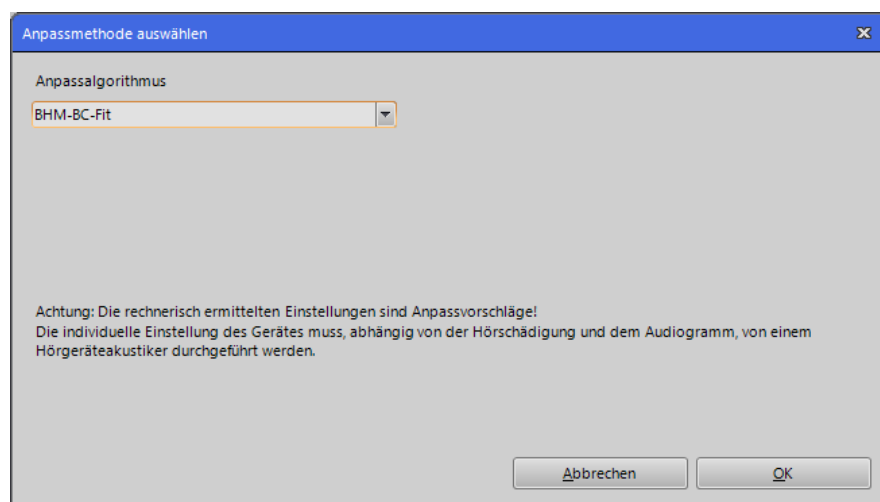 Anpassmethode auswählen
Anpassalgorithmus
BHM-BC-Fit
Achtung: Die rechnerisch ermittelten Einstellungen sind Anpassvorschläge!
Die individuelle Einstellung des Gerätes muss, abhängig von der Hörschädigung und dem Audiogramm, von einem
Hörgeräteakustiker durchgeführt werden.
Abbrechen
OK